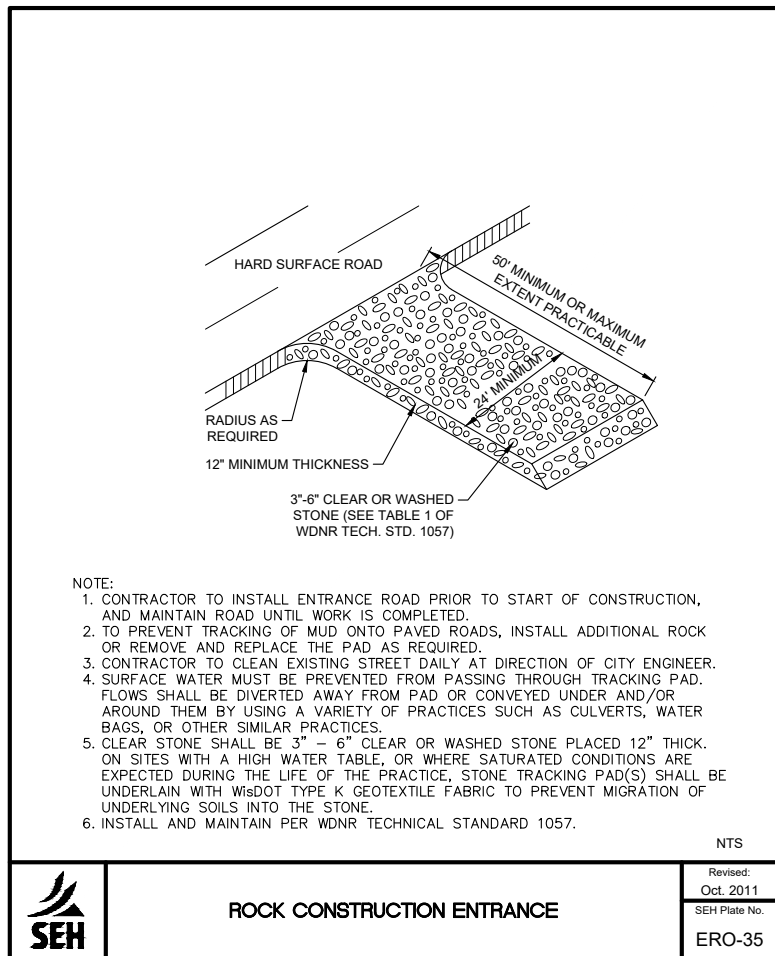 HARD SURFACE ROAD
50' MINIMUM OR MAXIMUM
EXTENT PRACTICABLE
24' MINIMUM
RADIUS AS
REQUIRED
12" MINIMUM THICKNESS
3"-6" CLEAR OR WASHED
STONE (SEE TABLE 1 OF
WDNR TECH. STD. 1057)
NOTE:
1. CONTRACTOR TO INSTALL ENTRANCE ROAD PRIOR TO START OF CONSTRUCTION,
AND MAINTAIN ROAD UNTIL WORK IS COMPLETED.
2. TO PREVENT TRACKING OF MUD ONTO PAVED ROADS, INSTALL ADDITIONAL ROCK
OR REMOVE AND REPLACE THE PAD AS REQUIRED.
3. CONTRACTOR TO CLEAN EXISTING STREET DAILY AT DIRECTION OF CITY ENGINEER.
4. SURFACE WATER MUST BE PREVENTED FROM PASSING THROUGH TRACKING PAD.
FLOWS SHALL BE DIVERTED AWAY FROM PAD OR CONVEYED UNDER AND/OR
AROUND THEM BY USING A VARIETY OF PRACTICES SUCH AS CULVERTS, WATER
BAGS, OR OTHER SIMILAR PRACTICES.
5. CLEAR STONE SHALL BE 3” – 6” CLEAR OR WASHED STONE PLACED 12” THICK.
ON SITES WITH A HIGH WATER TABLE, OR WHERE SATURATED CONDITIONS ARE
EXPECTED DURING THE LIFE OF THE PRACTICE, STONE TRACKING PAD(S) SHALL BE
UNDERLAIN WITH WisDOT TYPE K GEOTEXTILE FABRIC TO PREVENT MIGRATION OF
UNDERLYING SOILS INTO THE STONE.
6. INSTALL AND MAINTAIN PER WDNR TECHNICAL STANDARD 1057.
NTS
SEH
ROCK CONSTRUCTION ENTRANCE
Revised:
Oct. 2011
SEH Plate No.
ERO-35